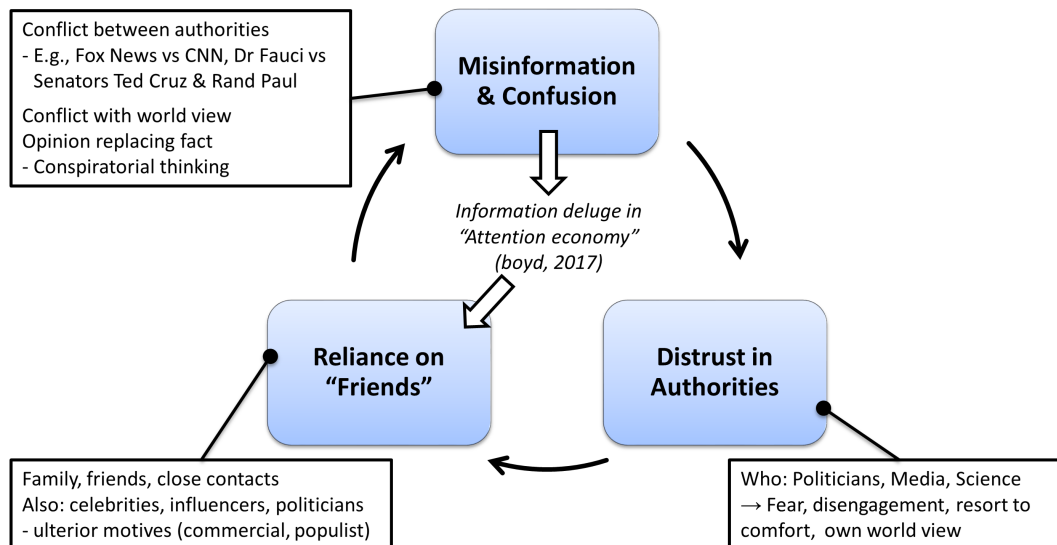 Conflict between authorities
- E.g., Fox News vs CNN, Dr Fauci vs
Senators Ted Cruz & Rand Paul
Conflict with world view
Opinion replacing fact
- Conspiratorial thinking
Misinformation
& Confusion
Information deluge in
“Attention economy”
(boyd, 2017)
Reliance on
“Friends”
Distrust in
Authorities
Family, friends, close contacts
Also: celebrities, influencers, politicians
- ulterior motives (commercial, populist)
Who: Politicians, Media, Science
→ Fear, disengagement, resort to
comfort, own world view